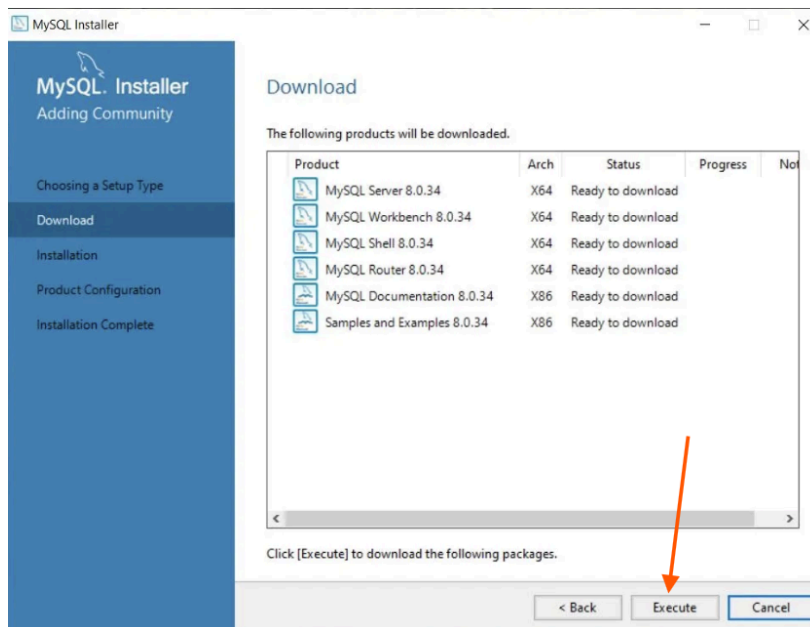 MySQL Installer
MySQL. Installer
Adding Community
Choosing a Setup Type
Download
Installation
Product Configuration
Installation Complete
Download
The following products will be downloaded.
Product Arch Status Progress Not
MySQL Server 8.0.34 X64 Ready to download
MySQL Workbench 8.0.34 X64 Ready to download
MySQL Shell 8.0.34 X64 Ready to download
MySQL Router 8.0.34 X64 Ready to download
MySQL Documentation 8.0.34 X86 Ready to download
Samples and Examples 8.0.34 X86 Ready to download
Click [Execute] to download the following packages.
< Back Execute Cancel